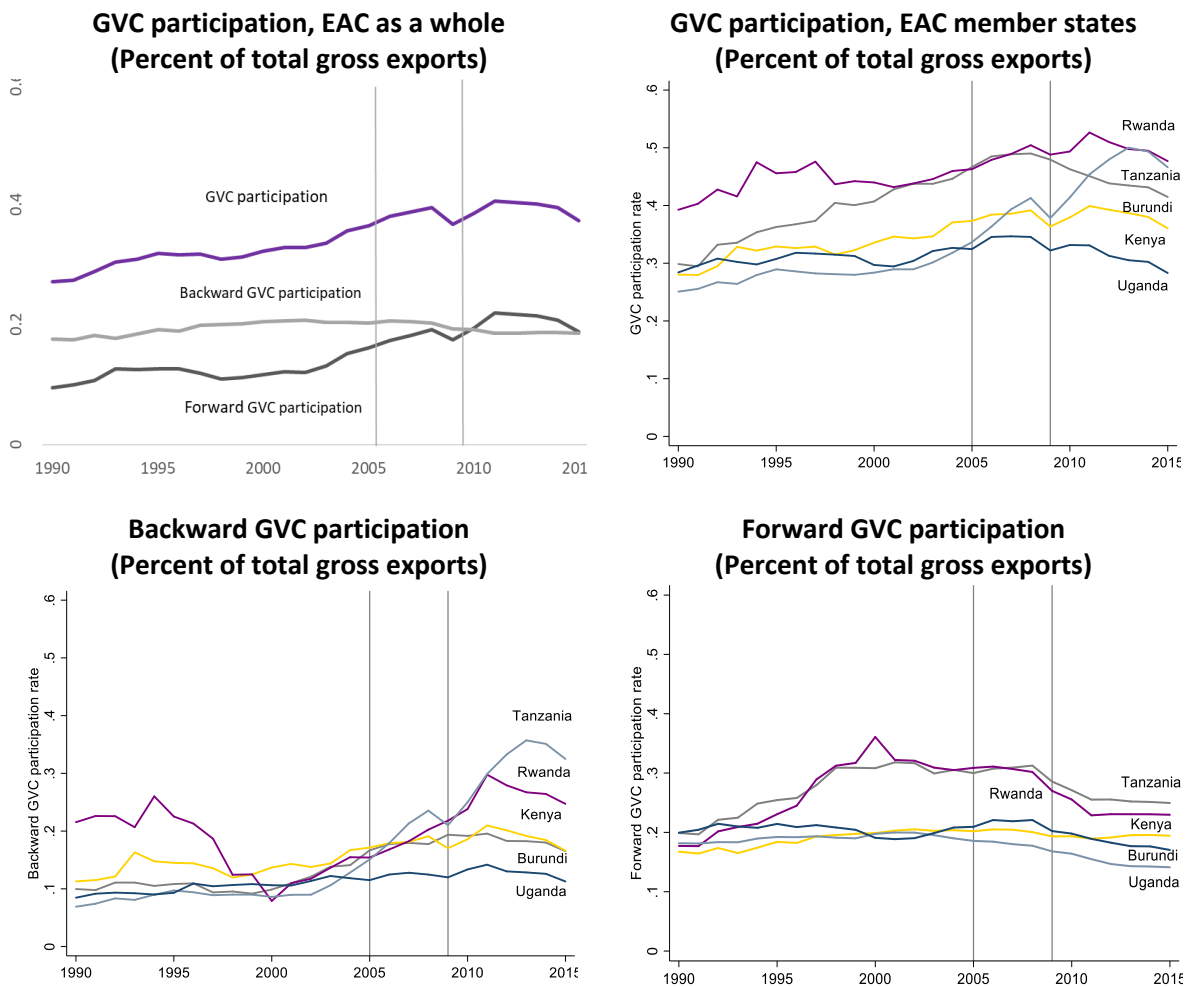 GVC participation, EAC as a whole
(Percent of total gross exports)
0.4
0.2
0
GVC participation
Backward GVC participation
Forward GVC participation
1990 1995 2000 2005 2010 201
GVC participation, EAC member states
(Percent of total gross exports)
GVC participation rate
.6
.5
.4
.3
.2
.1
0
Rwanda
Tanzania
Burundi
Kenya
Uganda
1990 1995 2000 2005 2010 2015
Backward GVC participation
(Percent of total gross exports)
Backward GVC participation rate
.6
.5
.4
.3
.2
.1
0
Tanzania
Rwanda
Kenya
Burundi
Uganda
1990 1995 2000 2005 2010 2015
Forward GVC participation
(Percent of total gross exports)
Forward GVC participation rate
.6
.5
.4
.3
.2
.1
0
Rwanda
Tanzania
Kenya
Burundi
Uganda
1990 1995 2000 2005 2010 2015